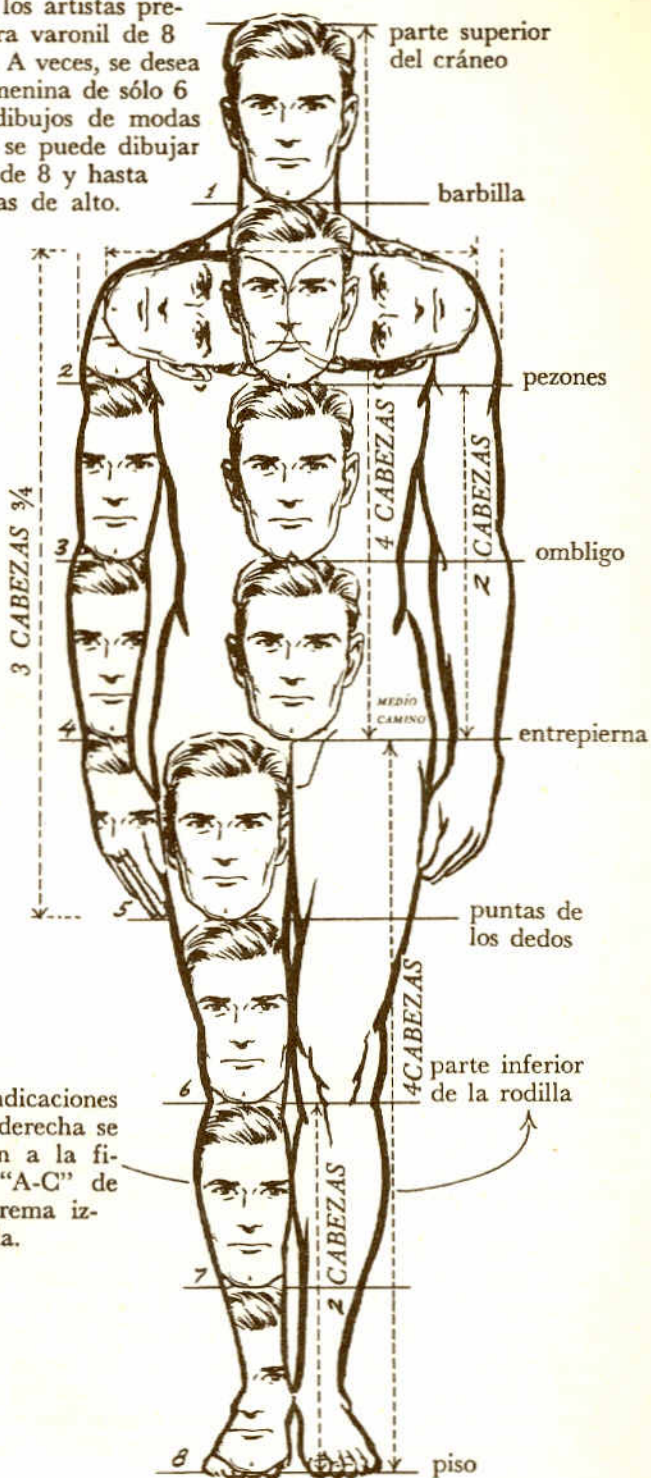 los artistas pre-
ra varonil de 8
A veces, se desea
enina de sólo 6
dibujos de modas
se puede dibujar
de 8 y hasta
as de alto.
parte superior
del cráneo
1
barbilla
2
pezones
3 CABEZAS ¾
4 CABEZAS
2 CABEZAS
3
ombligo
MEDIO
CAMINO
4
entrepierna
5
puntas de
los dedos
4 CABEZAS
parte inferior
de la rodilla
6
ndicaciones
derecha se
n a la fi-
"A-C" de
rema iz-
a.
2 CABEZAS
7
8
piso